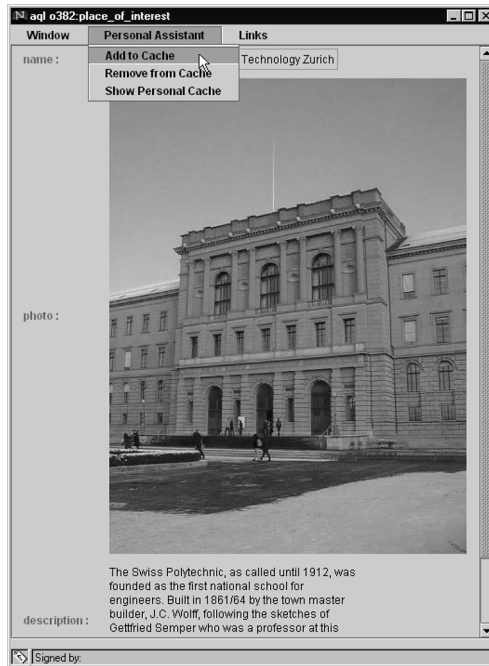 aql o382:place_of_interest
Window Personal Assistant Links
name : Technology Zurich
Add to Cache
Remove from Cache
Show Personal Cache
photo :
description :
The Swiss Polytechnic, as called until 1912, was
founded as the first national school for
engineers. Built in 1861/64 by the town master
builder, J.C. Wolff, following the sketches of
Gettfried Semper who was a professor at this
Signed by: